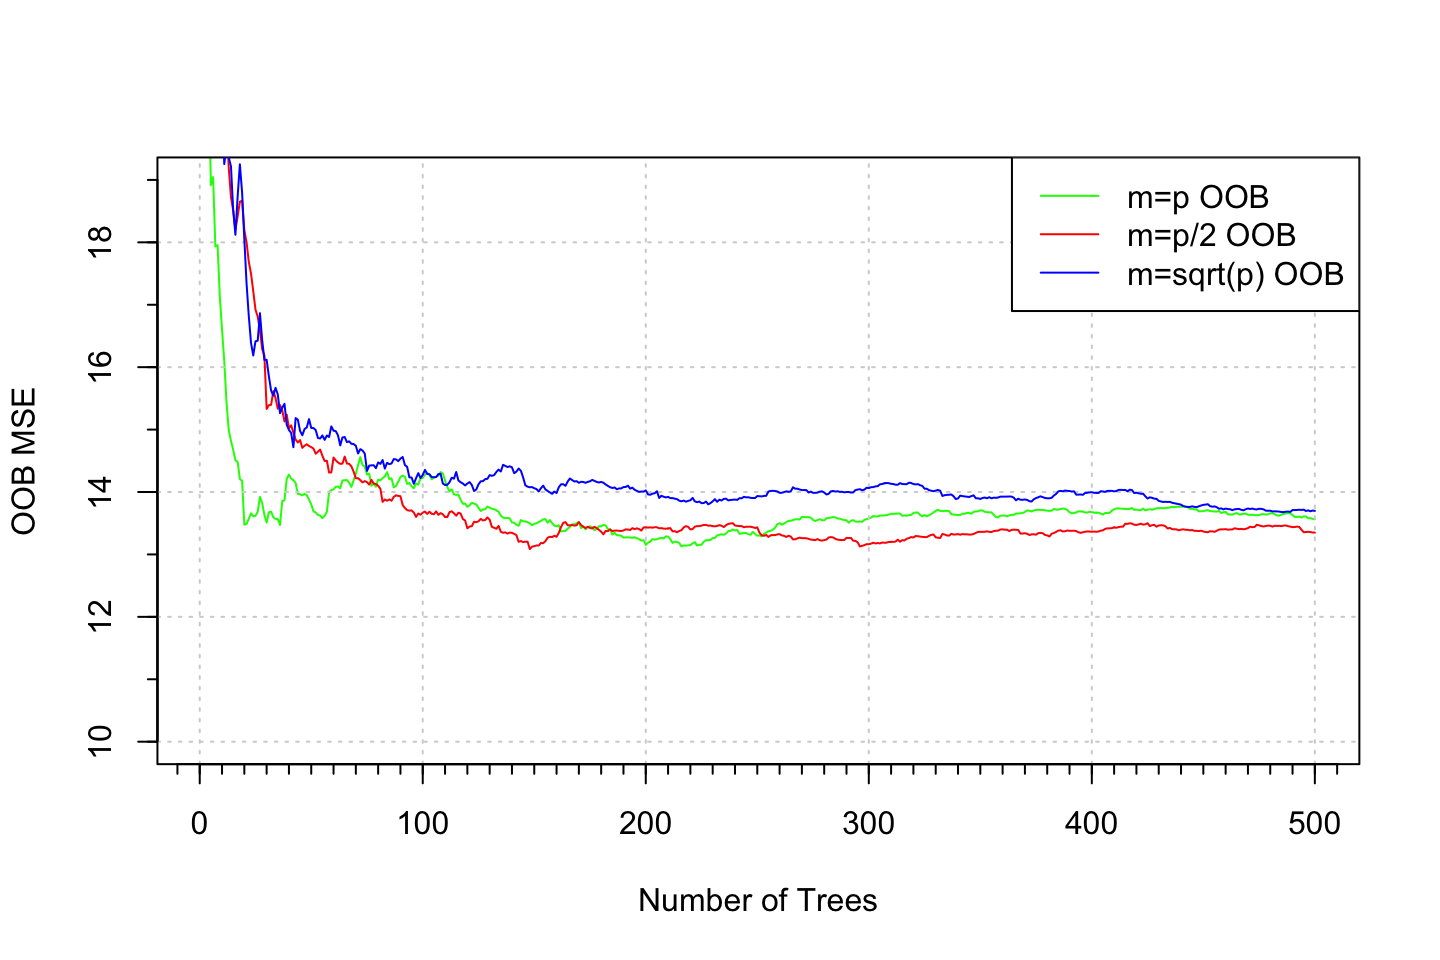 m=p OOB
m=p/2 OOB
m=sqrt(p) OOB
OOB MSE
18
16
14
12
10
0 100 200 300 400 500
Number of Trees